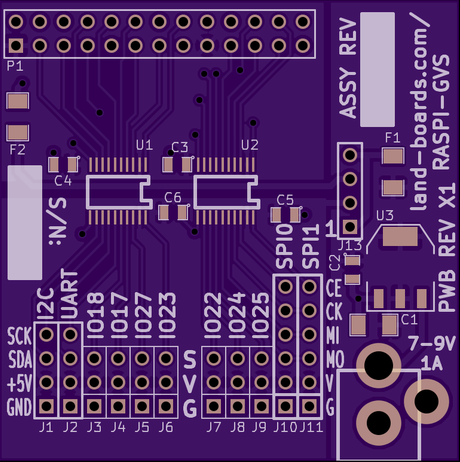 P1
ASSY REV
land-boards.com/
RASPI-GVS
PWB REV X1
F2
U1
C3
U2
F1
C4
C6
C5
U3
S/N:
1
J13
C2
C1
7-9V
1A
I2C
UART
IO18
IO17
IO27
IO23
IO22
IO24
IO25
SPI0
SPI1
SCK
SDA
+5V
GND
S
V
G
CE
CK
MI
MO
V
G
J1 J2 J3 J4 J5 J6 J7 J8 J9 J10 J11